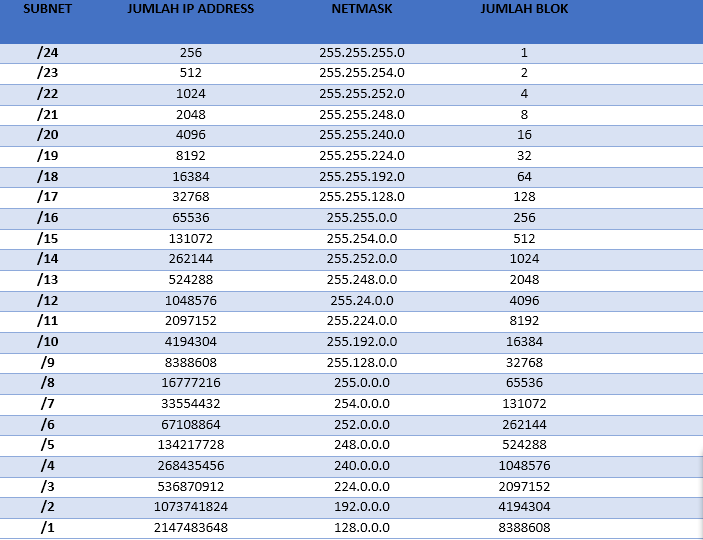 SUBNET JUMLAH IP ADDRESS NETMASK JUMLAH BLOK
/24 256 255.255.255.0 1
/23 512 255.255.254.0 2
/22 1024 255.255.252.0 4
/21 2048 255.255.248.0 8
/20 4096 255.255.240.0 16
/19 8192 255.255.224.0 32
/18 16384 255.255.192.0 64
/17 32768 255.255.128.0 128
/16 65536 255.255.0.0 256
/15 131072 255.254.0.0 512
/14 262144 255.252.0.0 1024
/13 524288 255.248.0.0 2048
/12 1048576 255.24.0.0 4096
/11 2097152 255.224.0.0 8192
/10 4194304 255.192.0.0 16384
/9 8388608 255.128.0.0 32768
/8 16777216 255.0.0.0 65536
/7 33554432 254.0.0.0 131072
/6 67108864 252.0.0.0 262144
/5 134217728 248.0.0.0 524288
/4 268435456 240.0.0.0 1048576
/3 536870912 224.0.0.0 2097152
/2 1073741824 192.0.0.0 4194304
/1 2147483648 128.0.0.0 8388608